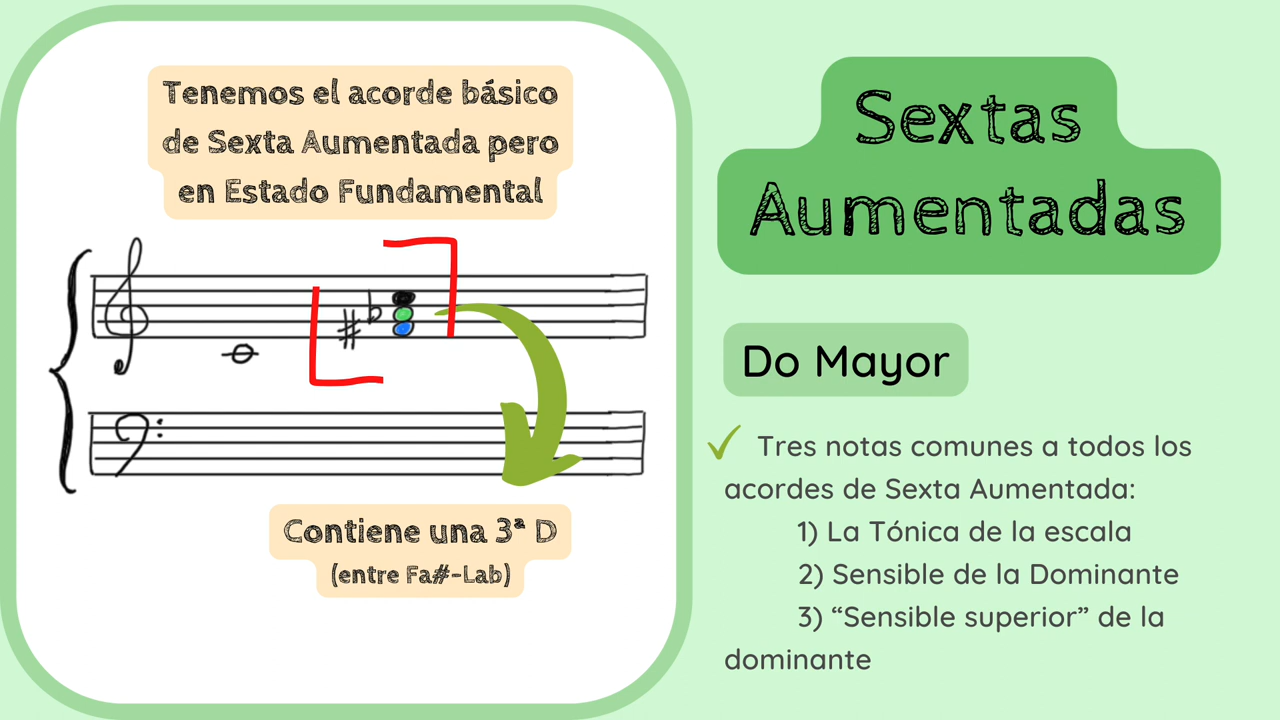 Tenemos el acorde básico
de Sexta Aumentada pero
en Estado Fundamental
Contiene una 3ª D
(entre Fa#-Lab)
Sextas
Aumentadas
Do Mayor
Tres notas comunes a todos los
acordes de Sexta Aumentada:
1) La Tónica de la escala
2) Sensible de la Dominante
3) “Sensible superior” de la
dominante